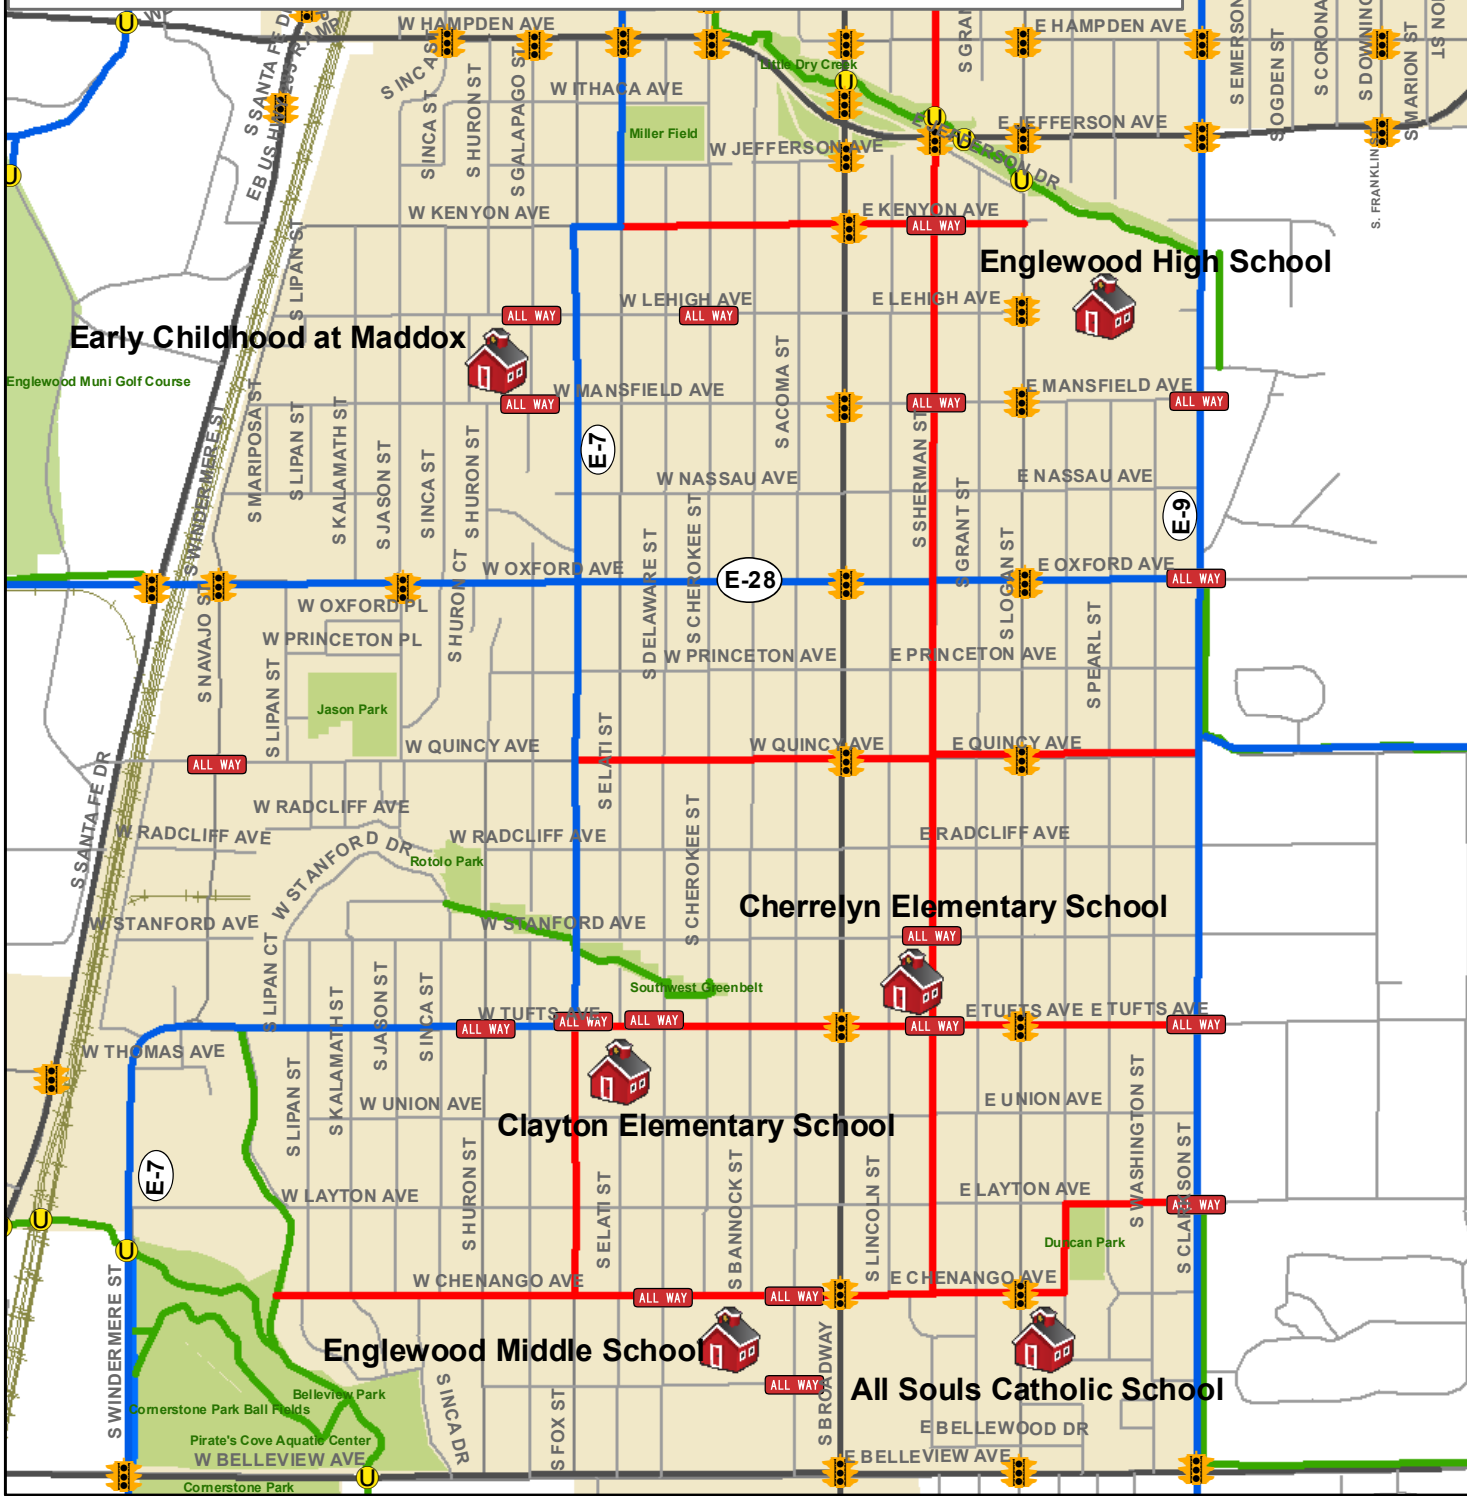 W HAMPDEN AVE
E HAMPDEN AVE
U
S SANTA FE DR
RAMP
S INCA ST
S INCA ST
S HURON ST
S GALAPAGO ST
W ITHACA AVE
Miller Field
Little Dry Creek
U
U
U
U
S GRANT
S EMERSON
S OGDEN ST
S CORONA
S DOWNING
S MARION ST
S. FRANKLIN ST
E JEFFERSON AVE
E JEFFERSON DR
W JEFFERSON AVE
U
W KENYON AVE
E KENYON AVE
ALL WAY
Englewood High School
S LIPAN ST
W LEHIGH AVE
E LEHIGH AVE
ALL WAY
ALL WAY
Early Childhood at Maddox
Englewood Muni Golf Course
S ACOMA ST
W MANSFIELD AVE
E MANSFIELD AVE
ALL WAY
ALL WAY
ALL WAY
S WINDERMERE ST
S MARIPOSA ST
S LIPAN ST
S KALAMATH ST
S JASON ST
S INCA ST
S HURON ST
E-7
S SHERMAN ST
W NASSAU AVE
E NASSAU AVE
S CHEROKEE ST
S DELAWARE ST
S GRANT ST
S LOGAN ST
E-9
W OXFORD AVE
E-28
E OXFORD AVE
ALL WAY
S NAVAJO ST
W OXFORD PL
W PRINCETON PL
S HURON CT
W PRINCETON AVE
E PRINCETON AVE
S PEARL ST
S LIPAN ST
Jason Park
S ELATI ST
W QUINCY AVE
W QUINCY AVE
E QUINCY AVE
ALL WAY
S SANTA FE DR
W RADCLIFF AVE
W RADCLIFF AVE
W RADCLIFF AVE
E RADCLIFF AVE
W STANFORD DR
Rotolo Park
S CHEROKEE ST
Cherrelyn Elementary School
W STANFORD AVE
W STANFORD AVE
ALL WAY
S LIPAN CT
S KALAMATH ST
S JASON ST
S INCA ST
Southwest Greenbelt
W TUFTS AVE
E TUFTS AVE
E TUFTS AVE
ALL WAY
ALL WAY
ALL WAY
ALL WAY
ALL WAY
W THOMAS AVE
S LIPAN ST
W UNION AVE
E UNION AVE
Clayton Elementary School
S WASHINGTON ST
S CLARKSON ST
E-7
S HURON ST
S ELATI ST
S BANNOCK ST
S LINCOLN ST
W LAYTON AVE
E LAYTON AVE
ALL WAY
U
U
Duncan Park
W CHENANGO AVE
E CHENANGO AVE
ALL WAY
ALL WAY
S WINDERMERE ST
Englewood Middle School
S BROADWAY
ALL WAY
All Souls Catholic School
Belleview Park
Cornerstone Park Ball Fields
S INCA DR
S FOX ST
E BELLEWOOD DR
Pirate's Cove Aquatic Center
W BELLEVIEW AVE
E BELLEVIEW AVE
U
Cornerstone Park